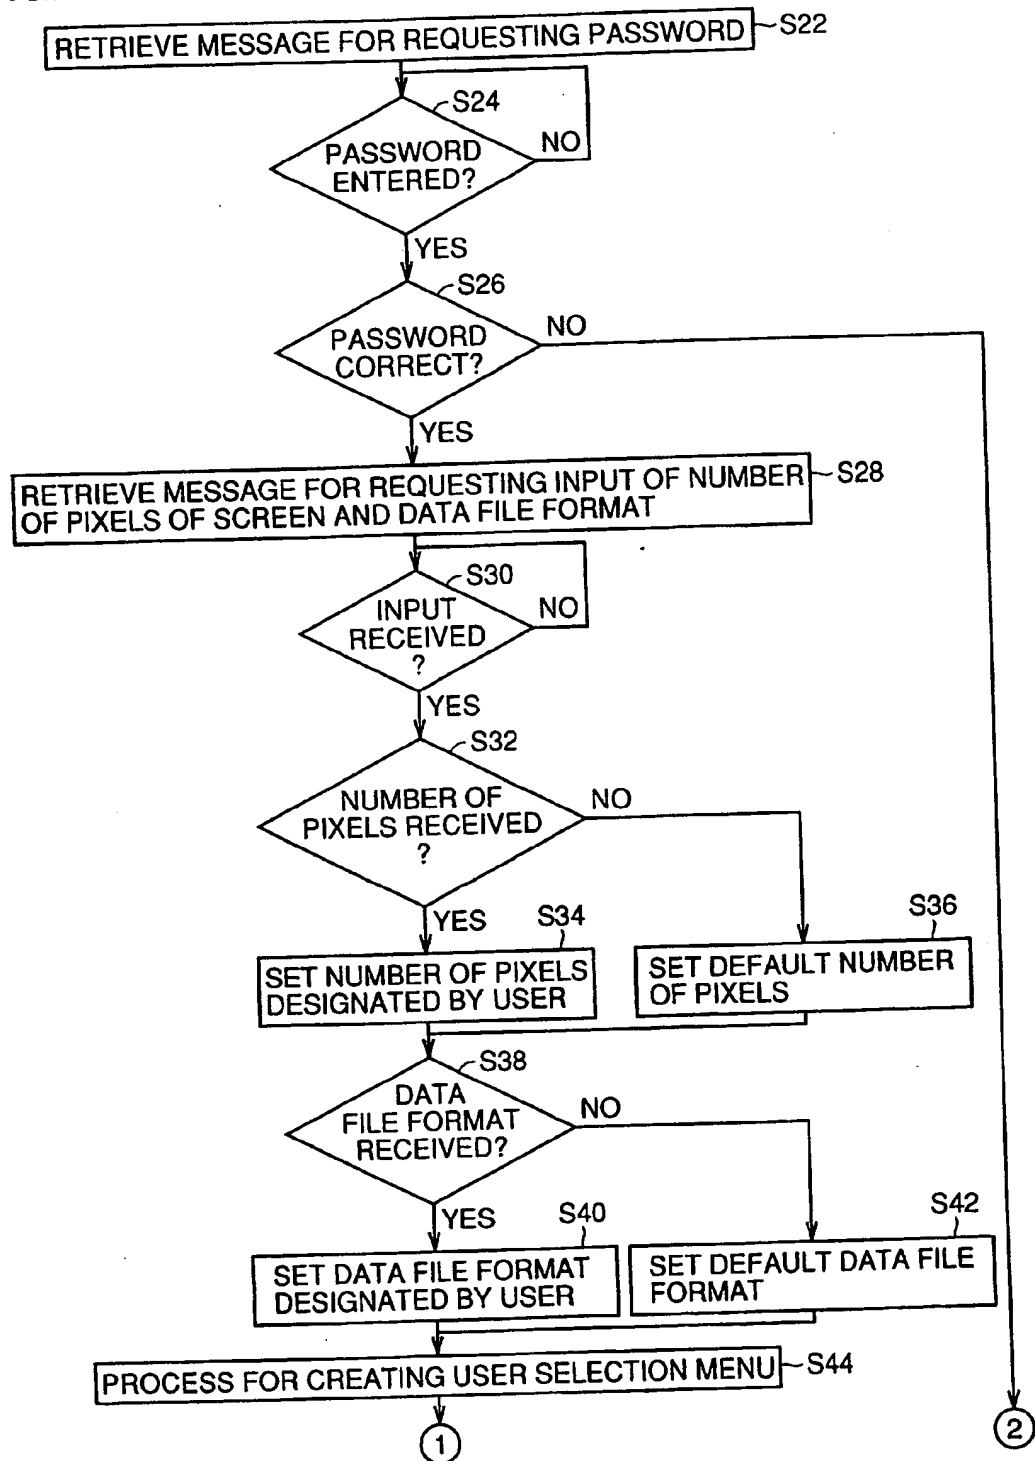 RETRIEVE MESSAGE FOR REQUESTING PASSWORD
S22
S24
PASSWORD
ENTERED?
NO
YES
S26
PASSWORD
CORRECT?
NO
YES
S28
RETRIEVE MESSAGE FOR REQUESTING INPUT OF NUMBER
OF PIXELS OF SCREEN AND DATA FILE FORMAT
S30
INPUT
RECEIVED
?
NO
YES
S32
NUMBER OF
PIXELS RECEIVED
?
NO
YES
S34
SET NUMBER OF PIXELS
DESIGNATED BY USER
S36
SET DEFAULT NUMBER
OF PIXELS
S38
DATA
FILE FORMAT
RECEIVED?
NO
YES
S40
SET DATA FILE FORMAT
DESIGNATED BY USER
S42
SET DEFAULT DATA FILE
FORMAT
PROCESS FOR CREATING USER SELECTION MENU
S44
1
2